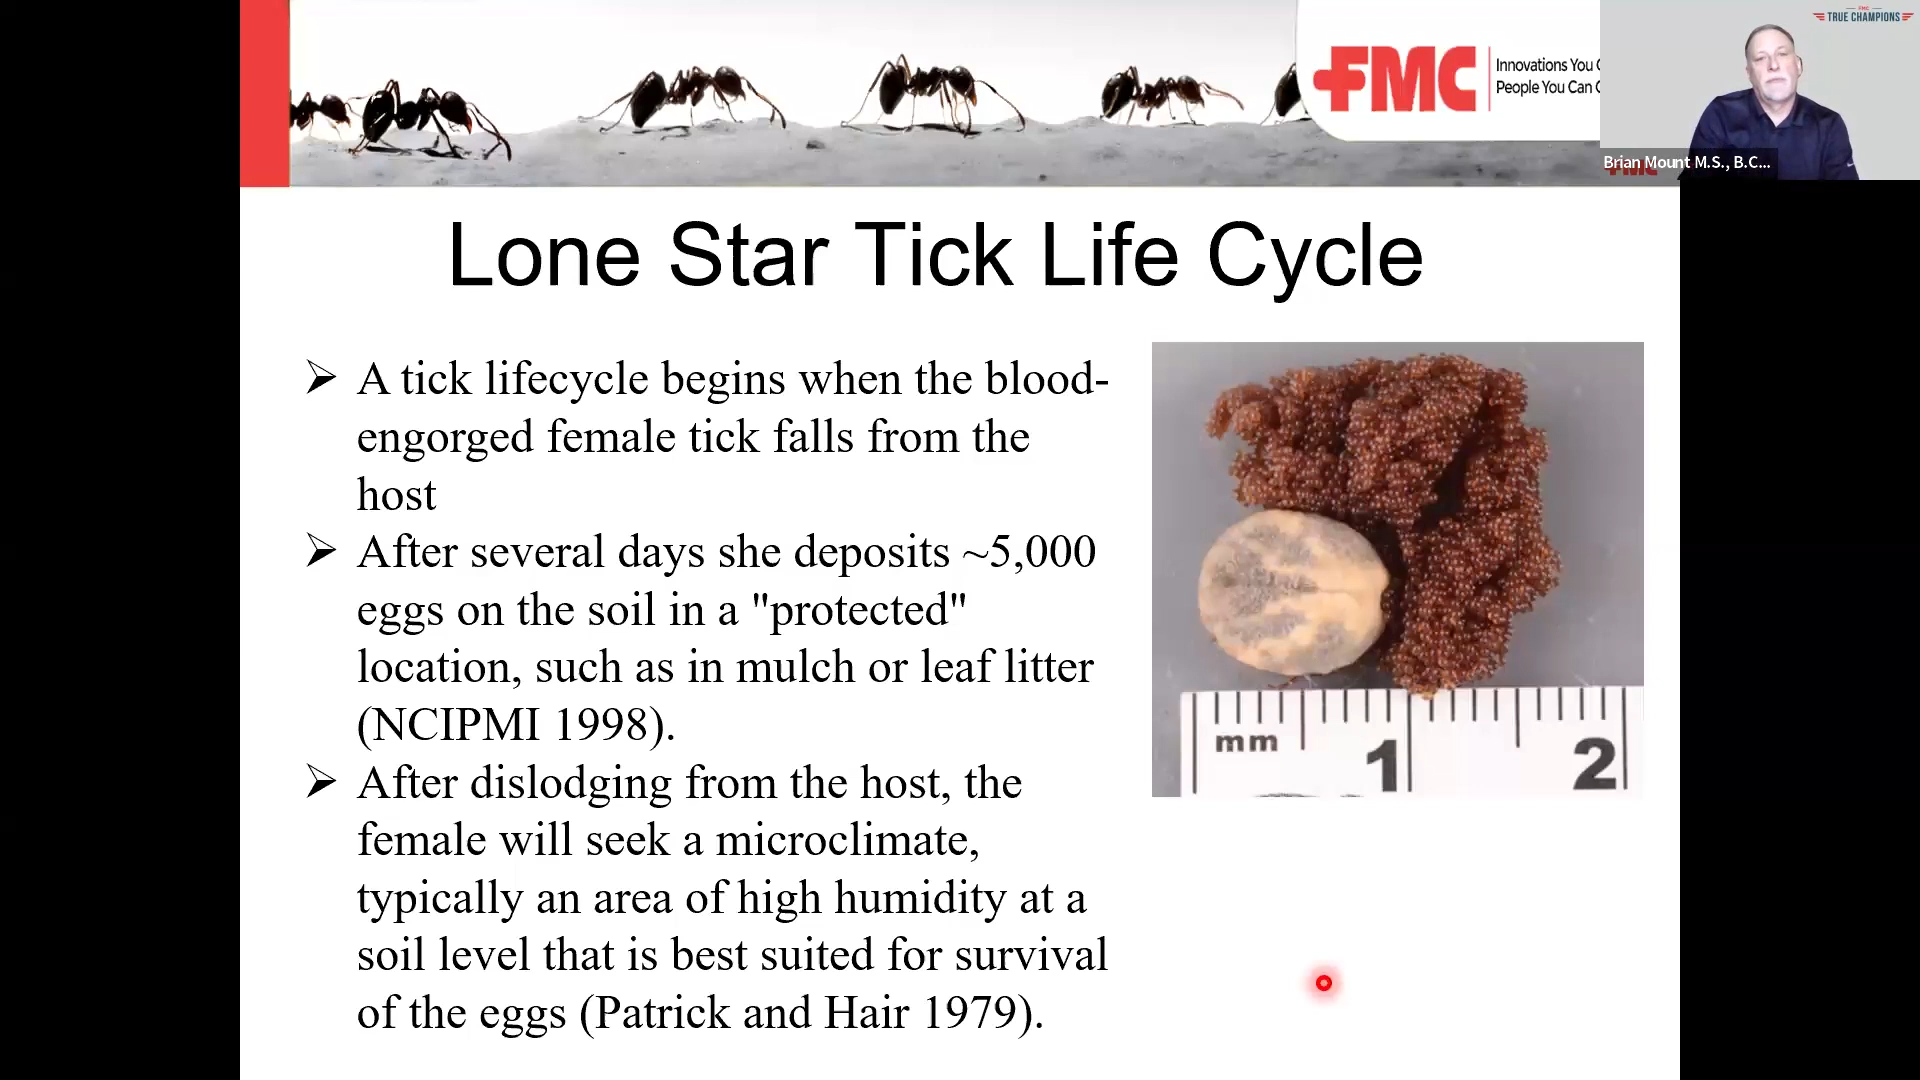 FMC
Innovations You
People You Can
FMC
TRUE CHAMPIONS
Brian Mount M.S., B.C...
FMC
Lone Star Tick Life Cycle
➢ A tick lifecycle begins when the blood-
engorged female tick falls from the
host
➢ After several days she deposits ~5,000
eggs on the soil in a "protected"
location, such as in mulch or leaf litter
(NCIPMI 1998).
➢ After dislodging from the host, the
female will seek a microclimate,
typically an area of high humidity at a
soil level that is best suited for survival
of the eggs (Patrick and Hair 1979).
mm 1 2